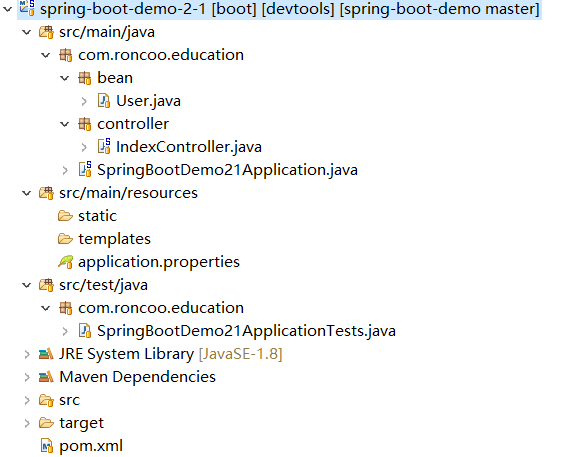 spring-boot-demo-2-1 [boot] [devtools] [spring-boot-demo master]
src/main/java
com.roncoo.education
bean
User.java
controller
IndexController.java
SpringBootDemo21Application.java
src/main/resources
static
templates
application.properties
src/test/java
com.roncoo.education
SpringBootDemo21ApplicationTests.java
JRE System Library [JavaSE-1.8]
Maven Dependencies
src
target
pom.xml